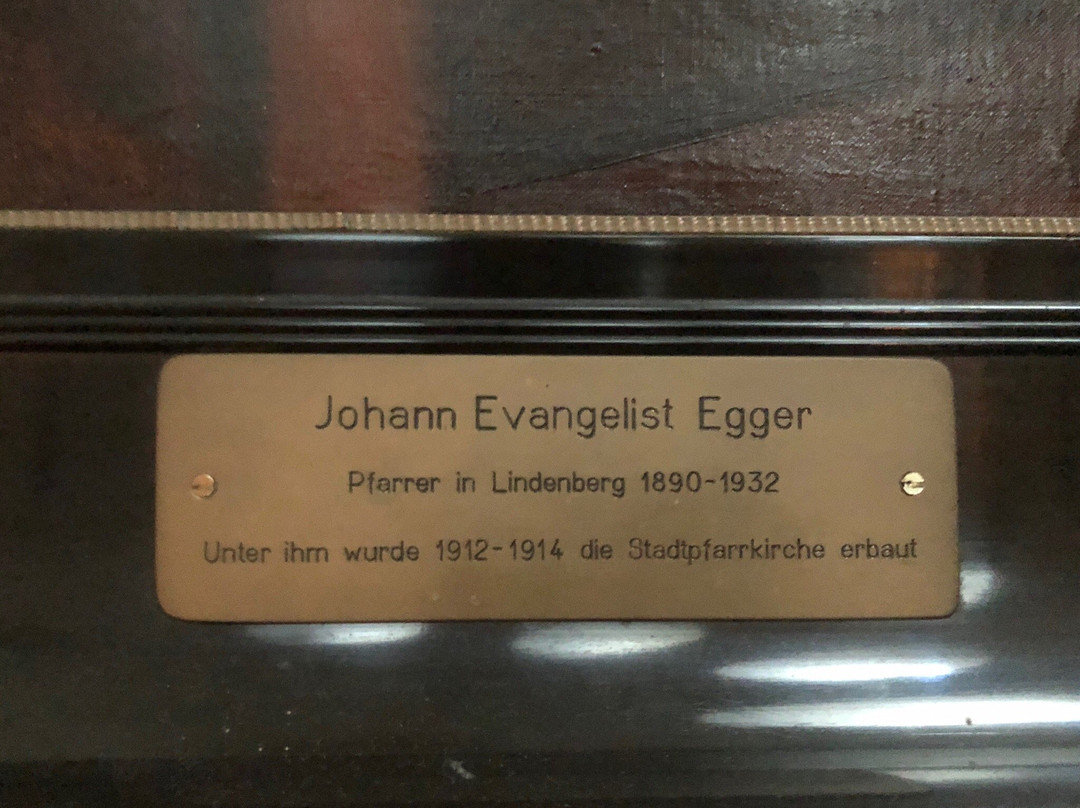 Johann Evangelist Egger
Pfarrer in Lindenberg 1890-1932
Unter ihm wurde 1912-1914 die Stadtpfarrkirche erbaut